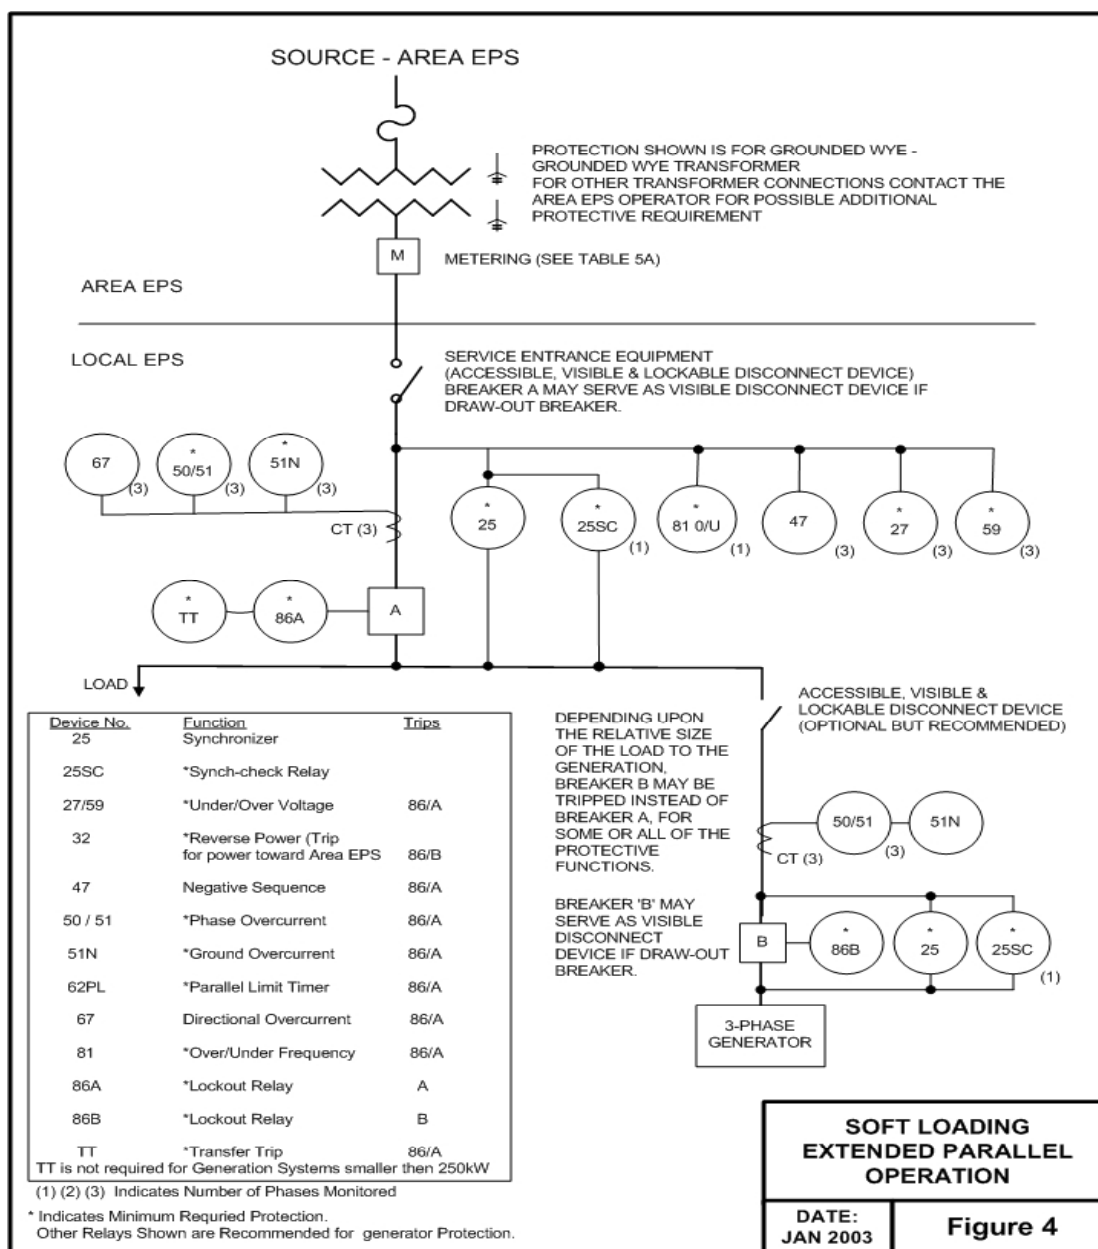 SOURCE - AREA EPS
PROTECTION SHOWN IS FOR GROUNDED WYE -
GROUNDED WYE TRANSFORMER
FOR OTHER TRANSFORMER CONNECTIONS CONTACT THE
AREA EPS OPERATOR FOR POSSIBLE ADDITIONAL
PROTECTIVE REQUIREMENT
M
METERING (SEE TABLE 5A)
AREA EPS
LOCAL EPS
SERVICE ENTRANCE EQUIPMENT
(ACCESSIBLE, VISIBLE & LOCKABLE DISCONNECT DEVICE)
BREAKER A MAY SERVE AS VISIBLE DISCONNECT DEVICE IF
DRAW-OUT BREAKER.
67
(3)
*
50/51
(3)
*
51N
(3)
CT (3)
*
25
*
25SC
(1)
*
81 0/U
(1)
47
(3)
*
27
(3)
*
59
(3)
*
TT
*
86A
A
LOAD
Device No. Function Trips
25 Synchronizer
25SC *Synch-check Relay
27/59 *Under/Over Voltage 86/A
32 *Reverse Power (Trip
for power toward Area EPS 86/B
47 Negative Sequence 86/A
50 / 51 *Phase Overcurrent 86/A
51N *Ground Overcurrent 86/A
62PL *Parallel Limit Timer 86/A
67 Directional Overcurrent 86/A
81 *Over/Under Frequency 86/A
86A *Lockout Relay A
86B *Lockout Relay B
TT *Transfer Trip 86/A
TT is not required for Generation Systems smaller then 250kW
(1) (2) (3) Indicates Number of Phases Monitored
* Indicates Minimum Requried Protection.
Other Relays Shown are Recommended for generator Protection.
DEPENDING UPON
THE RELATIVE SIZE
OF THE LOAD TO THE
GENERATION,
BREAKER B MAY BE
TRIPPED INSTEAD OF
BREAKER A, FOR
SOME OR ALL OF THE
PROTECTIVE
FUNCTIONS.
BREAKER 'B' MAY
SERVE AS VISIBLE
DISCONNECT
DEVICE IF DRAW-OUT
BREAKER.
ACCESSIBLE, VISIBLE &
LOCKABLE DISCONNECT DEVICE
(OPTIONAL BUT RECOMMENDED)
CT (3)
50/51
(3)
51N
B
*
86B
*
25
*
25SC
(1)
3-PHASE
GENERATOR
SOFT LOADING
EXTENDED PARALLEL
OPERATION
DATE:
JAN 2003
Figure 4